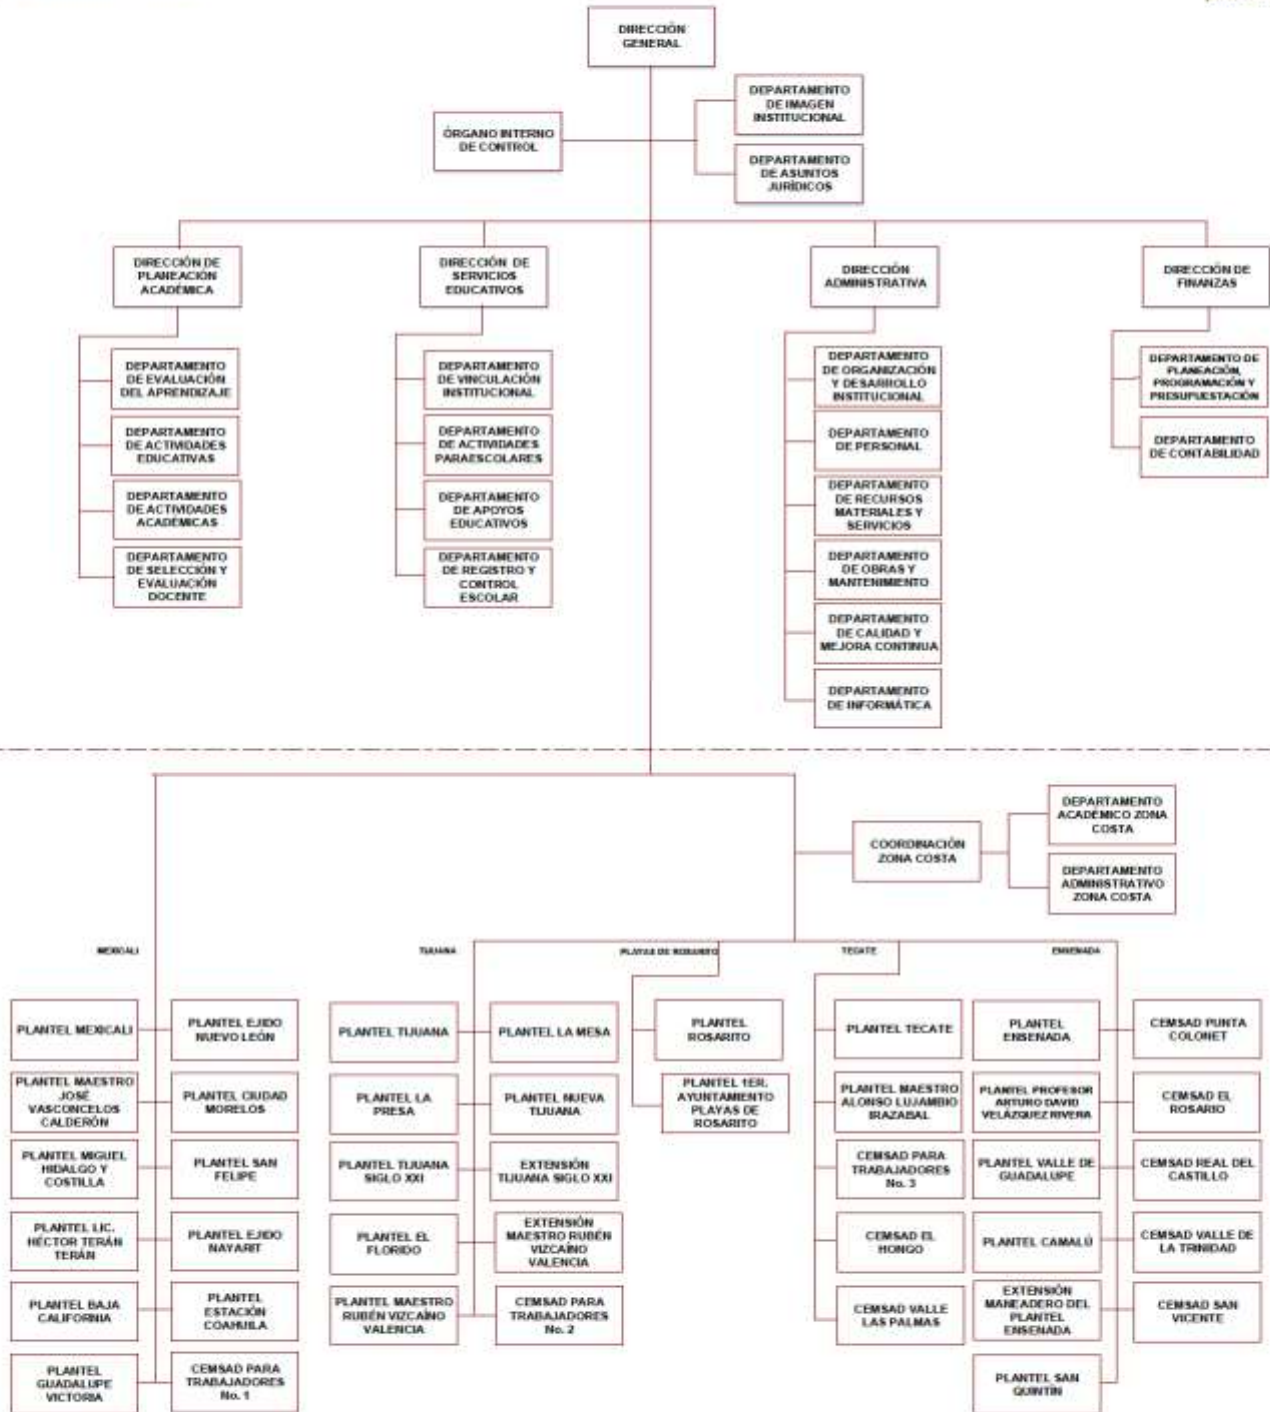 DIRECCIÓN
GENERAL
DEPARTAMENTO
DE IMAGEN
INSTITUCIONAL
ÓRGANO INTERNO
DE CONTROL
DEPARTAMENTO
DE ASUNTOS
JURÍDICOS
DIRECCIÓN DE
PLANEACIÓN
ACADÉMICA
DIRECCIÓN DE
SERVICIOS
EDUCATIVOS
DIRECCIÓN
ADMINISTRATIVA
DIRECCIÓN DE
FINANZAS
DEPARTAMENTO
DE EVALUACIÓN
DEL APRENDIZAJE
DEPARTAMENTO
DE ACTIVIDADES
EDUCATIVAS
DEPARTAMENTO
DE ACTIVIDADES
ACADÉMICAS
DEPARTAMENTO
DE SELECCIÓN Y
EVALUACIÓN
DOCENTE
DEPARTAMENTO
DE VINCULACIÓN
INSTITUCIONAL
DEPARTAMENTO
DE ACTIVIDADES
PARAESCOLARES
DEPARTAMENTO
DE APOYOS
EDUCATIVOS
DEPARTAMENTO
DE REGISTRO Y
CONTROL
ESCOLAR
DEPARTAMENTO
DE ORGANIZACIÓN
Y DESARROLLO
INSTITUCIONAL
DEPARTAMENTO
DE PERSONAL
DEPARTAMENTO
DE RECURSOS
MATERIALES Y
SERVICIOS
DEPARTAMENTO
DE OBRAS Y
MANTENIMIENTO
DEPARTAMENTO
DE CALIDAD Y
MEJORA CONTINUA
DEPARTAMENTO
DE INFORMÁTICA
DEPARTAMENTO DE
PLANEACIÓN,
PROGRAMACIÓN Y
PRESUPUESTACIÓN
DEPARTAMENTO
DE CONTABILIDAD
COORDINACIÓN
ZONA COSTA
DEPARTAMENTO
ACADÉMICO ZONA
COSTA
DEPARTAMENTO
ADMINISTRATIVO
ZONA COSTA
MEXICALI
PLANTEL MEXICALI
PLANTEL EJIDO
NUEVO LEÓN
PLANTEL MAESTRO
JOSÉ
VASCONCELOS
CALDERÓN
PLANTEL CIUDAD
MORELOS
PLANTEL MIGUEL
HIDALGO Y
COSTILLA
PLANTEL SAN
FELIPE
PLANTEL LIC.
HÉCTOR TERÁN
TERÁN
PLANTEL EJIDO
NAYARIT
PLANTEL BAJA
CALIFORNIA
PLANTEL
ESTACIÓN
COAHUILA
PLANTEL
GUADALUPE
VICTORIA
CEMSAD PARA
TRABAJADORES
No. 1
TIJUANA
PLANTEL TIJUANA
PLANTEL LA MESA
PLANTEL LA
PRESA
PLANTEL NUEVA
TIJUANA
PLANTEL TIJUANA
SIGLO XXI
EXTENSIÓN
TIJUANA SIGLO XXI
PLANTEL EL
FLORIDO
EXTENSIÓN
MAESTRO RUBÉN
VIZCAÍNO
VALENCIA
PLANTEL MAESTRO
RUBÉN VIZCAÍNO
VALENCIA
CEMSAD PARA
TRABAJADORES
No. 2
PLAYAS DE ROSARITO
PLANTEL
ROSARITO
PLANTEL 1ER.
AYUNTAMIENTO
PLAYAS DE
ROSARITO
TECATE
PLANTEL TECATE
PLANTEL MAESTRO
ALONSO LUJAMBIO
IRAZABAL
CEMSAD PARA
TRABAJADORES
No. 3
CEMSAD EL
HONGO
CEMSAD VALLE
LAS PALMAS
ENSENADA
PLANTEL
ENSENADA
CEMSAD PUNTA
COLONET
PLANTEL PROFESOR
ARTURO DAVID
VELÁZQUEZ RIVERA
CEMSAD EL
ROSARIO
PLANTEL VALLE DE
GUADALUPE
CEMSAD REAL DEL
CASTILLO
PLANTEL CAMALÚ
CEMSAD VALLE DE
LA TRINIDAD
EXTENSIÓN
MANEADERO DEL
PLANTEL
ENSENADA
CEMSAD SAN
VICENTE
PLANTEL SAN
QUINTÍN